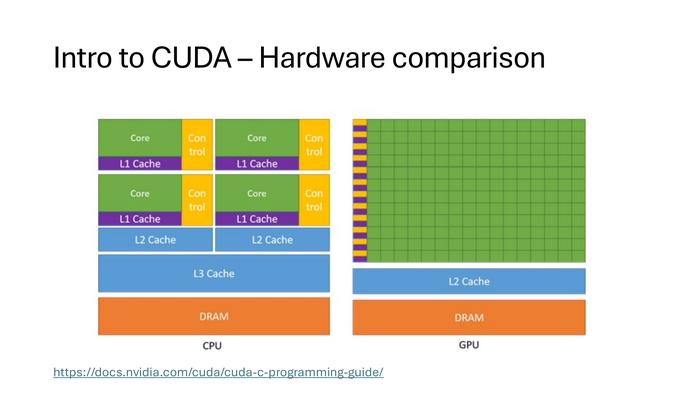 Intro to CUDA – Hardware comparison
Core
Con
trol
L1 Cache
Core
Con
trol
L1 Cache
Core
Con
trol
L1 Cache
Core
Con
trol
L1 Cache
L2 Cache
L2 Cache
L3 Cache
DRAM
CPU
L2 Cache
DRAM
GPU
https://docs.nvidia.com/cuda/cuda-c-programming-guide/